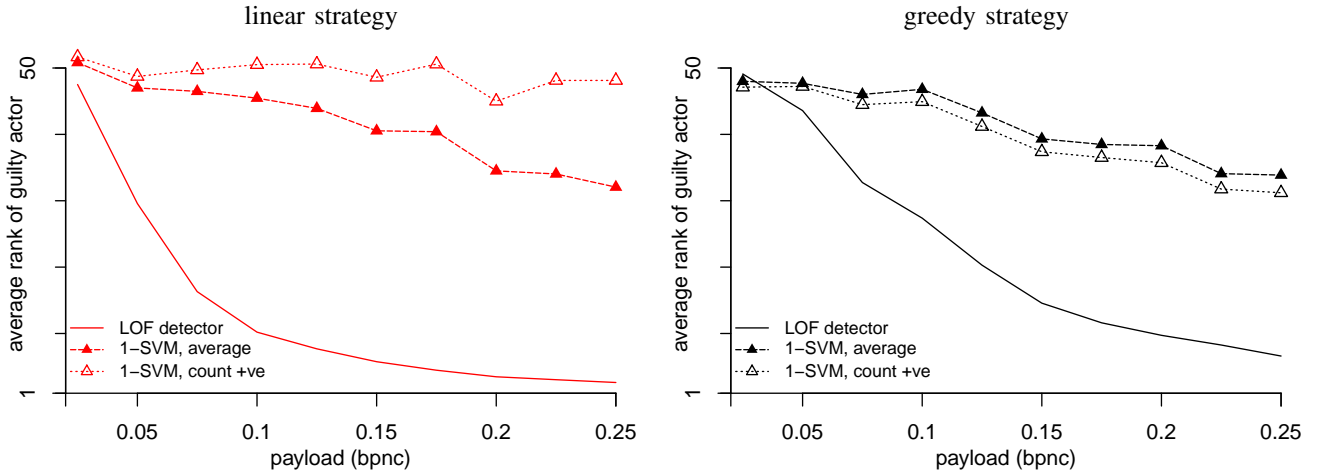 linear strategy
50
1
average rank of guilty actor
LOF detector
1−SVM, average
1−SVM, count +ve
0.05 0.1 0.15 0.2 0.25
payload (bpnc)
greedy strategy
50
1
average rank of guilty actor
LOF detector
1−SVM, average
1−SVM, count +ve
0.05 0.1 0.15 0.2 0.25
payload (bpnc)